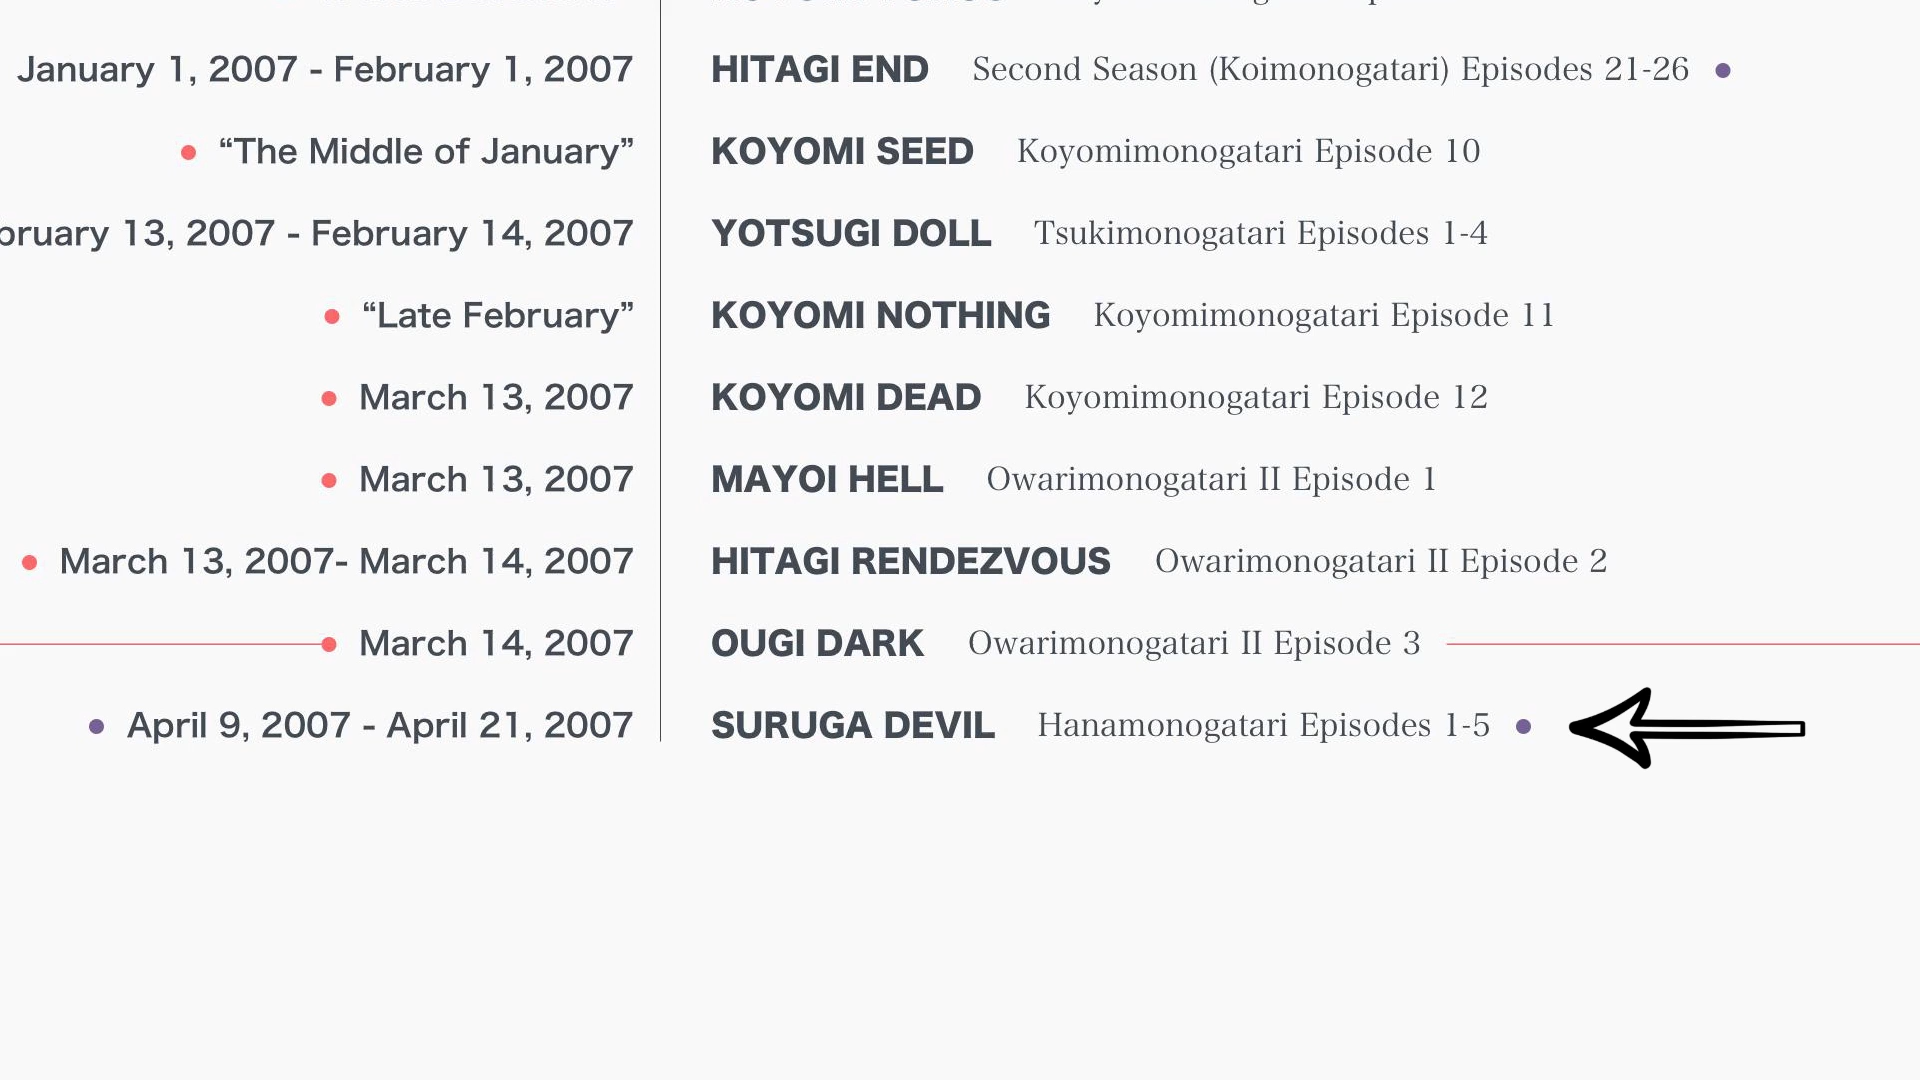 January 1, 2007 - February 1, 2007 HITAGI END Second Season (Koimonogatari) Episodes 21-26
“The Middle of January” KOYOMI SEED Koyomimonogatari Episode 10
bruary 13, 2007 - February 14, 2007 YOTSUGI DOLL Tsukimonogatari Episodes 1-4
“Late February” KOYOMI NOTHING Koyomimonogatari Episode 11
March 13, 2007 KOYOMI DEAD Koyomimonogatari Episode 12
March 13, 2007 MAYOI HELL Owarimonogatari II Episode 1
March 13, 2007- March 14, 2007 HITAGI RENDEZVOUS Owarimonogatari II Episode 2
March 14, 2007 OUGI DARK Owarimonogatari II Episode 3
April 9, 2007 - April 21, 2007 SURUGA DEVIL Hanamonogatari Episodes 1-5